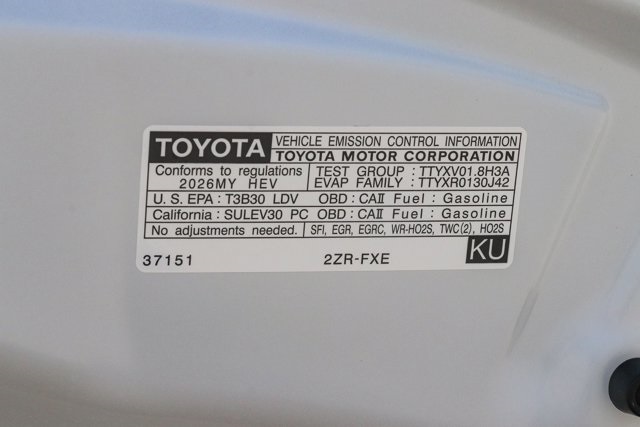 TOYOTA VEHICLE EMISSION CONTROL INFORMATION
TOYOTA MOTOR CORPORATION
Conforms to regulations TEST GROUP : TTYXV01.8H3A
2026MY HEV EVAP FAMILY : TTYXR0130J42
U.S. EPA : T3B30 LDV OBD : CAII Fuel : Gasoline
California : SULEV30 PC OBD : CAII Fuel : Gasoline
No adjustments needed. SFI, EGR, EGRC, WR-HO2S, TWC(2), HO2S
37151 2ZR-FXE KU